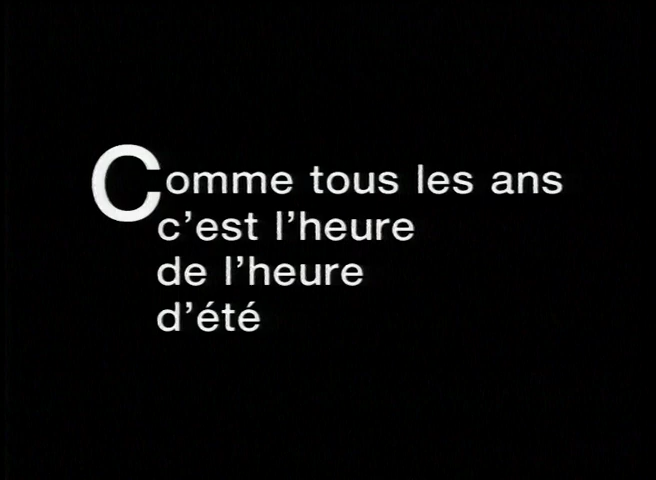 Comme tous les ans
c'est l'heure
de l'heure
d'été